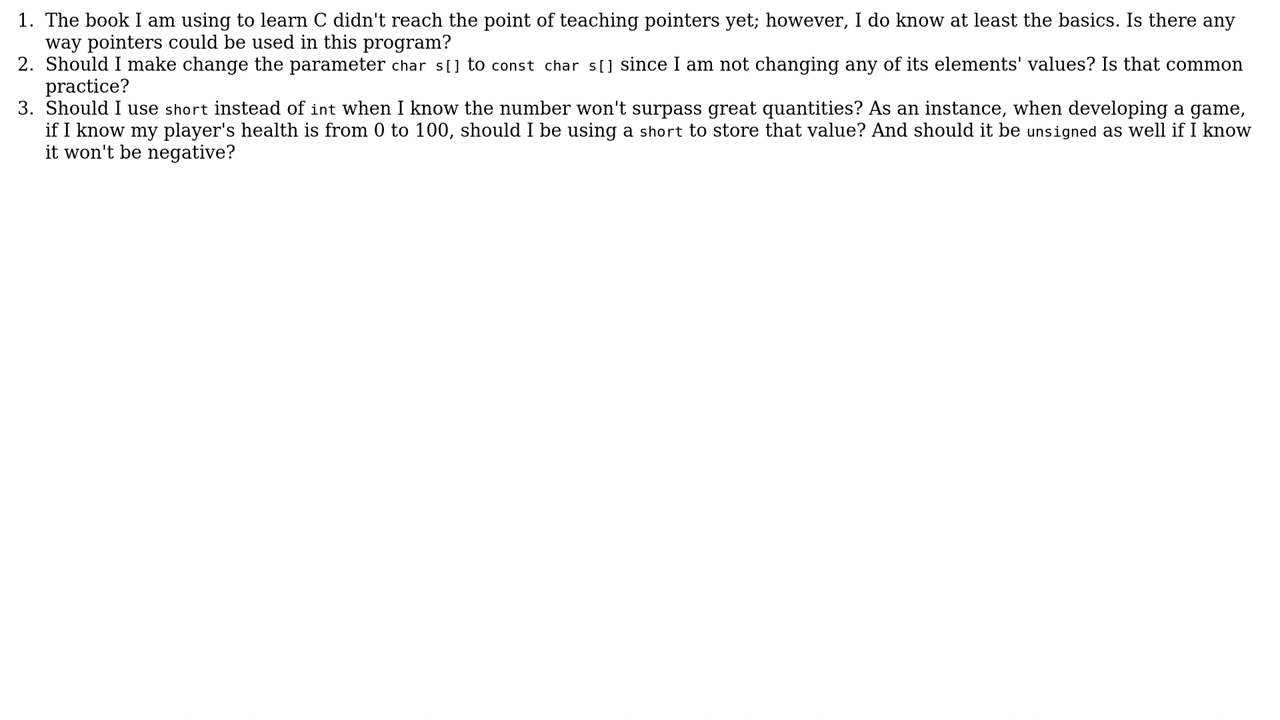 1. The book I am using to learn C didn't reach the point of teaching pointers yet; however, I do know at least the basics. Is there any
way pointers could be used in this program?
2. Should I make change the parameter char s[] to const char s[] since I am not changing any of its elements' values? Is that common
practice?
3. Should I use short instead of int when I know the number won't surpass great quantities? As an instance, when developing a game,
if I know my player's health is from 0 to 100, should I be using a short to store that value? And should it be unsigned as well if I know
it won't be negative?